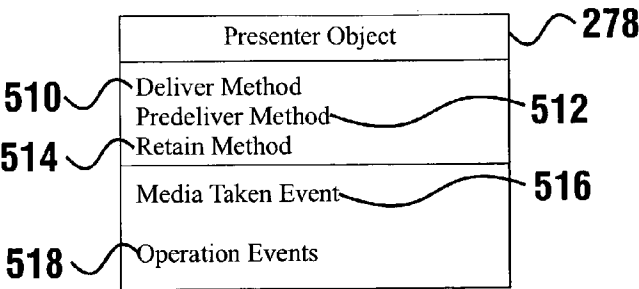 Presenter Object 278
510 Deliver Method
Predeliver Method 512
514 Retain Method
Media Taken Event 516
518 Operation Events